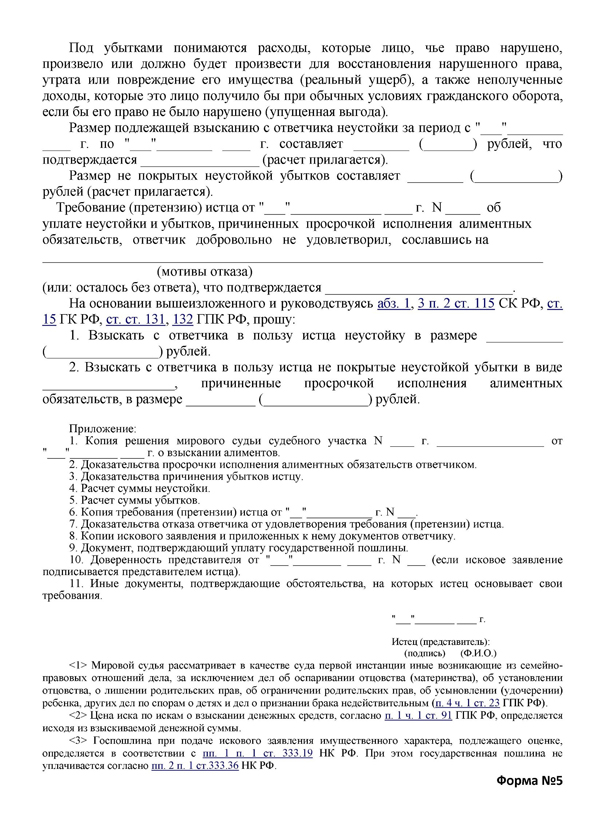 Под убытками понимаются расходы, которые лицо, чье право нарушено,
произвело или должно будет произвести для восстановления нарушенного права,
утрата или повреждение его имущества (реальный ущерб), а также неполученные
доходы, которые это лицо получило бы при обычных условиях гражданского оборота,
если бы его право не было нарушено (упущенная выгода).
Размер подлежащей взысканию с ответчика неустойки за период с "___"________
____ г. по "___"________ ____ г. составляет ________ (_______) рублей, что
подтверждается _________________ (расчет прилагается).
Размер не покрытых неустойкой убытков составляет ________ (____________)
рублей (расчет прилагается).
Требование (претензию) истца от "___"_____________ ____ г. N _____ об
уплате неустойки и убытков, причиненных просрочкой исполнения алиментных
обязательств, ответчик добровольно не удовлетворил, сославшись на
________________________________________________________________________
(мотивы отказа)
(или: осталось без ответа), что подтверждается ___________________________.
На основании вышеизложенного и руководствуясь абз. 1, 3 п. 2 ст. 115 СК РФ, ст.
15 ГК РФ, ст. ст. 131, 132 ГПК РФ, прошу:
1. Взыскать с ответчика в пользу истца неустойку в размере ___________
(________________) рублей.
2. Взыскать с ответчика в пользу истца не покрытые неустойкой убытки в виде
___________________, причиненные просрочкой исполнения алиментных
обязательств, в размере __________ (_______________) рублей.
Приложение:
1. Копия решения мирового судьи судебного участка N ____ г. __________________ от
"___"________ ____ г. о взыскании алиментов.
2. Доказательства просрочки исполнения алиментных обязательств ответчиком.
3. Доказательства причинения убытков истцу.
4. Расчет суммы неустойки.
5. Расчет суммы убытков.
6. Копия требования (претензии) истца от "__"___________ г. N ___.
7. Доказательства отказа ответчика от удовлетворения требования (претензии) истца.
8. Копии искового заявления и приложенных к нему документов ответчику.
9. Документ, подтверждающий уплату государственной пошлины.
10. Доверенность представителя от "___"________ ____ г. N ___ (если исковое заявление
подписывается представителем истца).
11. Иные документы, подтверждающие обстоятельства, на которых истец основывает свои
требования.
"___"________ ____ г.
Истец (представитель):
(подпись) (Ф.И.О.)
<1> Мировой судья рассматривает в качестве суда первой инстанции иные возникающие из семейно-
правовых отношений дела, за исключением дел об оспаривании отцовства (материнства), об установлении
отцовства, о лишении родительских прав, об ограничении родительских прав, об усыновлении (удочерении)
ребенка, других дел по спорам о детях и дел о признании брака недействительным (п. 4 ч. 1 ст. 23 ГПК РФ).
<2> Цена иска по искам о взыскании денежных средств, согласно п. 1 ч. 1 ст. 91 ГПК РФ, определяется
исходя из взыскиваемой денежной суммы.
<3> Госпошлина при подаче искового заявления имущественного характера, подлежащего оценке,
определяется в соответствии с пп. 1 п. 1 ст. 333.19 НК РФ. При этом государственная пошлина не
уплачивается согласно пп. 2 п. 1 ст.333.36 НК РФ.
Форма №5